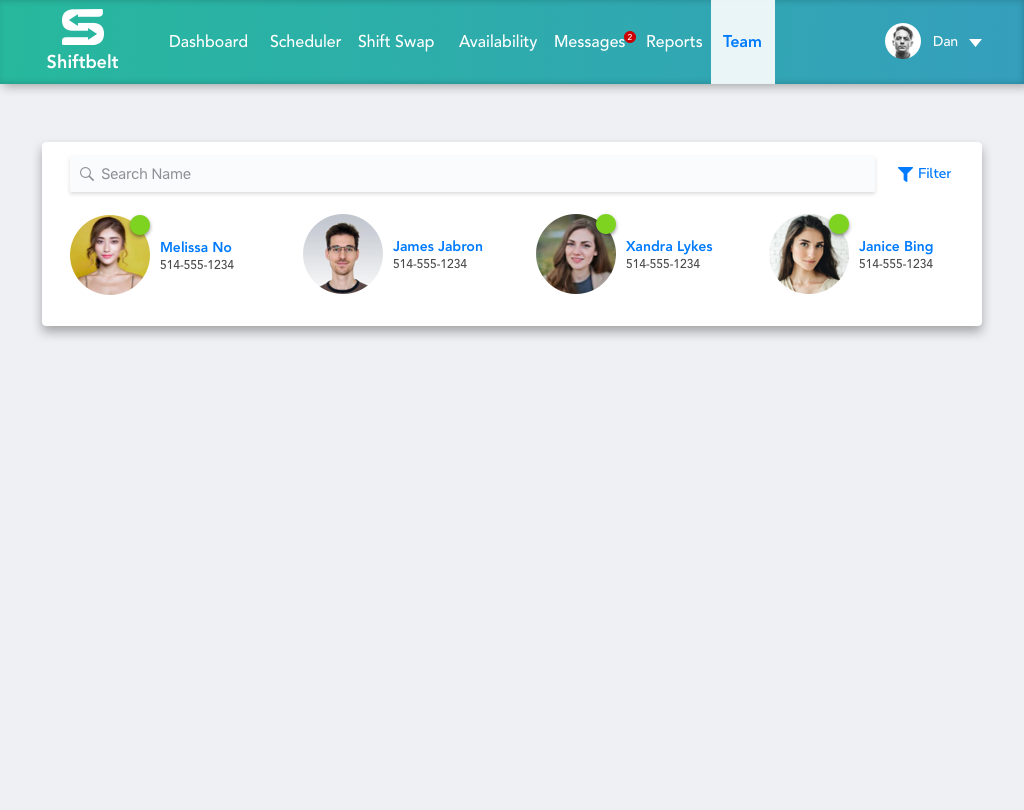 Shiftbelt
Dashboard
Scheduler
Shift Swap
Availability
Messages 2
Reports
Team
Dan
Search Name
Filter
Melissa No
514-555-1234
James Jabron
514-555-1234
Xandra Lykes
514-555-1234
Janice Bing
514-555-1234